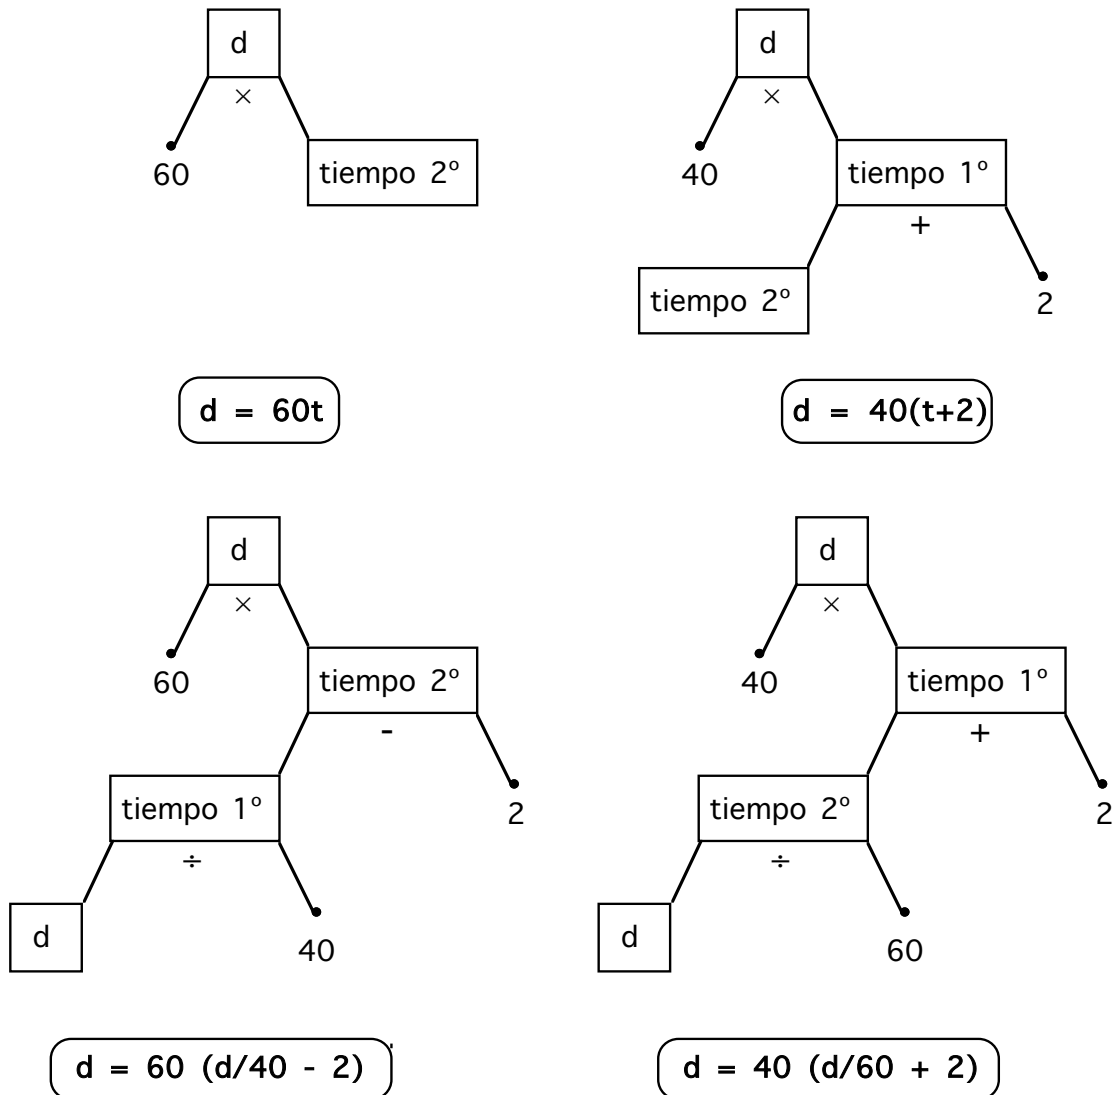 d
×
60
tiempo 2º
d = 60t
d
×
40
tiempo 1º
+
tiempo 2º
2
d = 40(t+2)
d
×
60
tiempo 2º
-
tiempo 1º
2
÷
d
40
d = 60 (d/40 - 2)
d
×
40
tiempo 1º
+
tiempo 2º
2
÷
d
60
d = 40 (d/60 + 2)